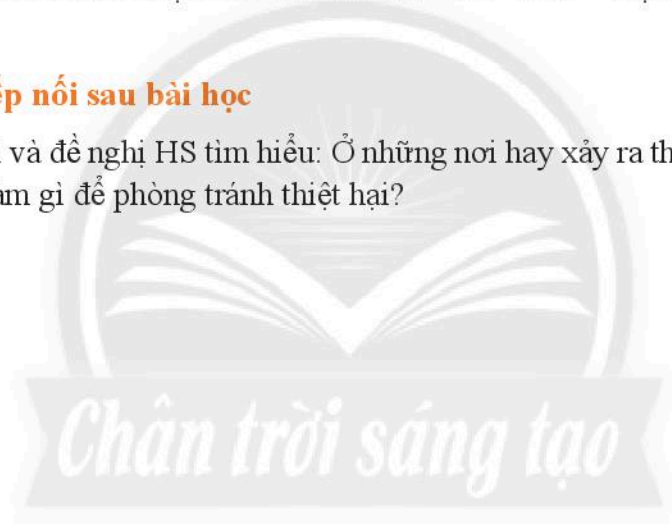 ếp nối sau bài học
và đề nghị HS tìm hiểu: Ở những nơi hay xảy ra th
àm gì để phòng tránh thiệt hại?
Chân trời sáng tạo